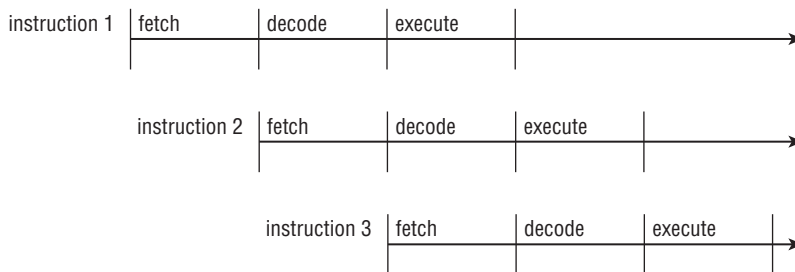 instruction 1 fetch decode execute
instruction 2 fetch decode execute
instruction 3 fetch decode execute